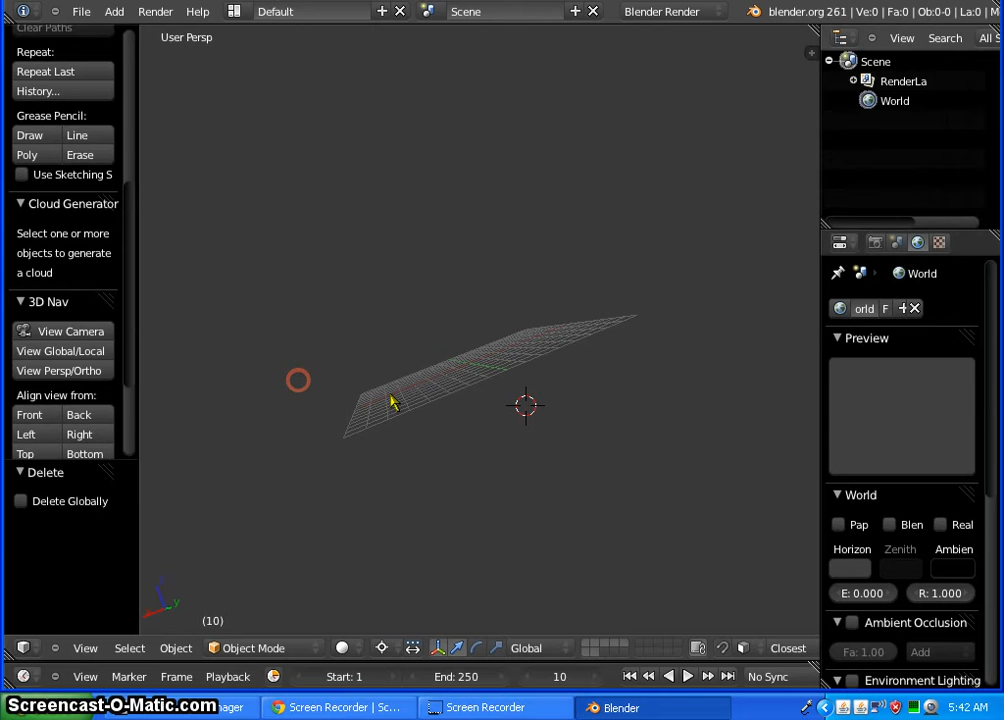 File Add Render Help Default Scene Blender Render blender.org 261 | Ve:0 | Fa:0 | Ob:0-0 | La:0 | M
Clear Paths
User Persp
View Search All S
Repeat:
Repeat Last
History...
Scene
RenderLa
World
Grease Pencil:
Draw Line
Poly Erase
Use Sketching S
Cloud Generator
Select one or more
objects to generate
a cloud
3D Nav
View Camera
View Global/Local
View Persp/Ortho
Align view from:
Front Back
Left Right
Top Bottom
Delete
Delete Globally
World
orld F
Preview
World
Pap Blen Real
Horizon Zenith Ambien
E: 0.000 R: 1.000
Ambient Occlusion
Fa: 1.00 Add
Environment Lighting
z
y
(10)
View Select Object Object Mode Global Closest
View Marker Frame Playback Start: 1 End: 250 10 No Sync
Screencast-O-Matic.com
nager Screen Recorder | Sc... Screen Recorder Blender 5:42 AM